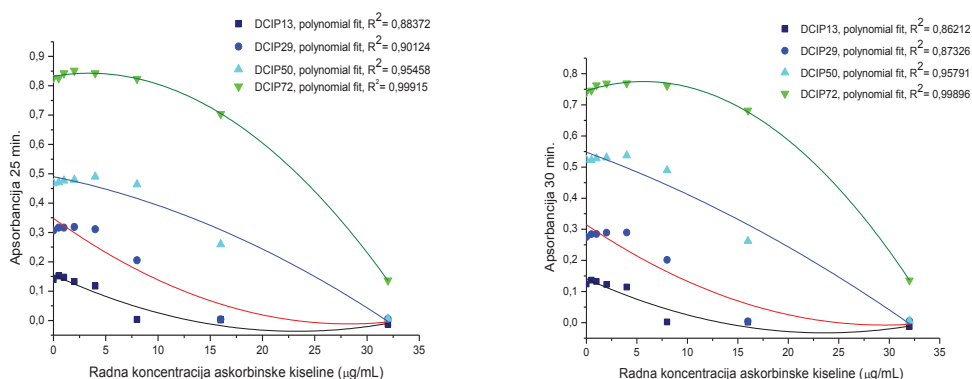 DCIP13, polynomial fit, R2= 0,88372
DCIP29, polynomial fit, R2= 0,90124
DCIP50, polynomial fit, R2= 0,95458
DCIP72, polynomial fit, R2= 0,99915
0,9
0,8
0,7
0,6
0,5
0,4
0,3
0,2
0,1
0,0
Apsorbancija 25 min.
0 5 10 15 20 25 30 35
Radna koncentracija askorbinske kiseline (μg/mL)
DCIP13, polynomial fit, R2= 0,86212
DCIP29, polynomial fit, R2= 0,87326
DCIP50, polynomial fit, R2= 0,95791
DCIP72, polynomial fit, R2= 0,99896
0,8
0,7
0,6
0,5
0,4
0,3
0,2
0,1
0,0
Absorbancija 30 min.
0 5 10 15 20 25 30 35
Radna koncentracija askorbinske kiseline (μg/mL)